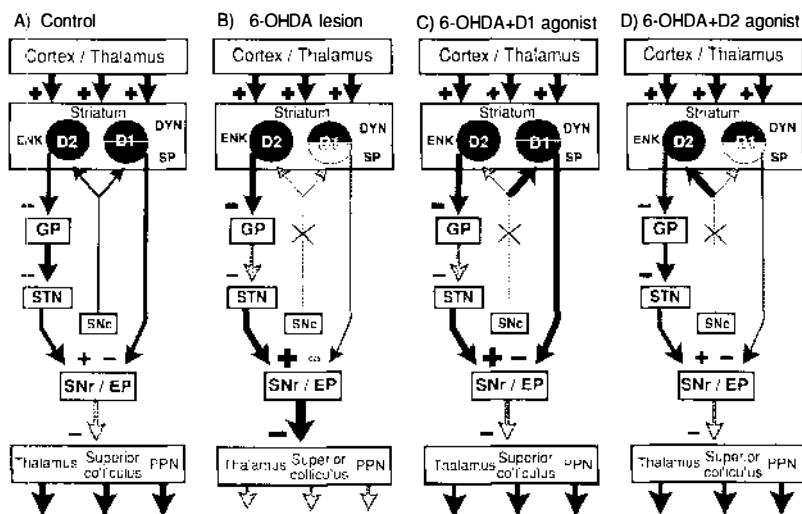 A) Control
Cortex / Thalamus
+ + +
Striatum
ENK D2 D1 DYN
SP
–
GP
–
STN
SNc
+ –
SNr / EP
–
Thalamus Superior colliculus PPN
B) 6-OHDA lesion
Cortex / Thalamus
+ + +
Striatum
ENK D2 DYN
SP
–
GP
–
STN
SNc
+
SNr / EP
–
Thalamus Superior colliculus PPN
C) 6-OHDA+D1 agonist
Cortex / Thalamus
+ + +
Striatum
ENK D2 D1 DYN
SP
–
GP
–
STN
SNc
+ –
SNr / EP
–
Thalamus Superior colliculus PPN
D) 6-OHDA+D2 agonist
Cortex / Thalamus
+ + +
Striatum
ENK D2 DYN
SP
–
GP
–
STN
SNc
+ –
SNr / EP
–
Thalamus Superior colliculus PPN